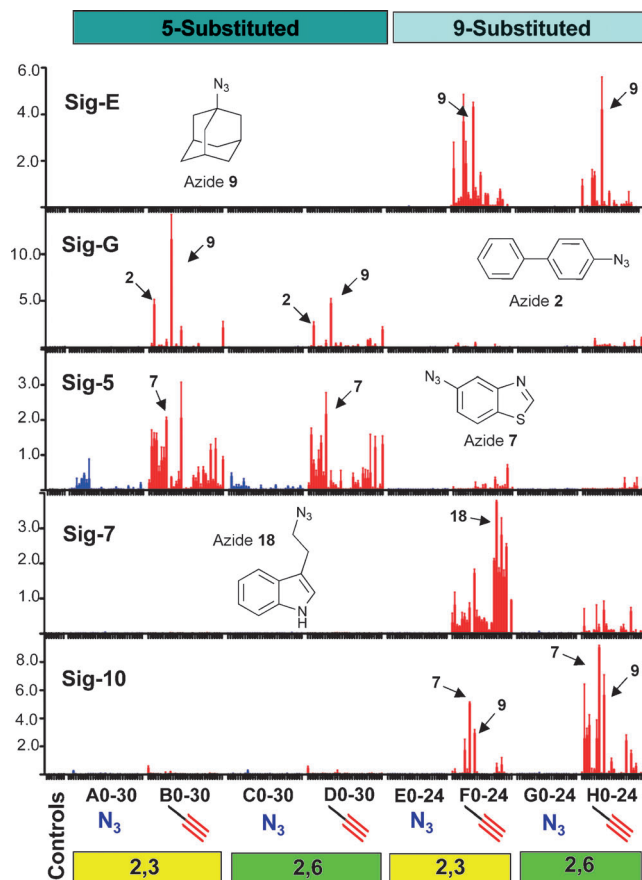 5-Substituted 9-Substituted
6.0
4.0
2.0
Sig-E
N3
Azide 9
9 9
10.0
5.0
Sig-G
2 9
2 9
N3
Azide 2
3.0
2.0
1.0
0.0
Sig-5
7 7
N3 N
S
Azide 7
3.0
2.0
1.0
Sig-7
N3
Azide 18
N
H
18
8.0
6.0
4.0
2.0
Sig-10
7 9
7 9
Controls
A0-30 B0-30 C0-30 D0-30 E0-24 F0-24 G0-24 H0-24
N3 N3 N3 N3
2,3 2,6 2,3 2,6